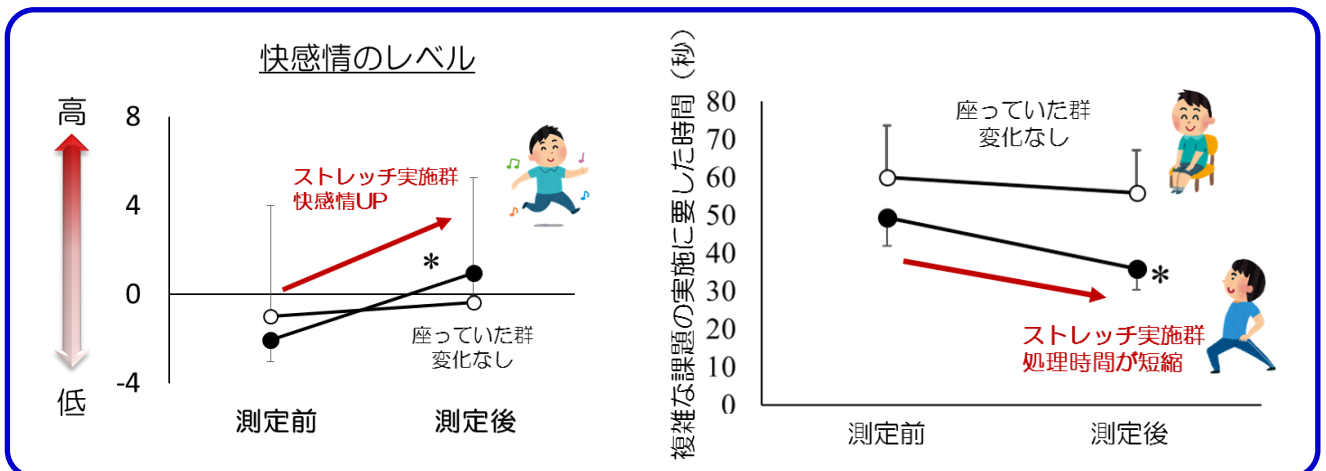 快感情のレベル
高
低
8
4
0
-4
ストレッチ実施群
快感情UP
*
座っていた群
変化なし
測定前
測定後
複雑な課題の実施に要した時間（秒）
80
70
60
50
40
30
20
10
0
座っていた群
変化なし
*
ストレッチ実施群
処理時間が短縮
測定前
測定後